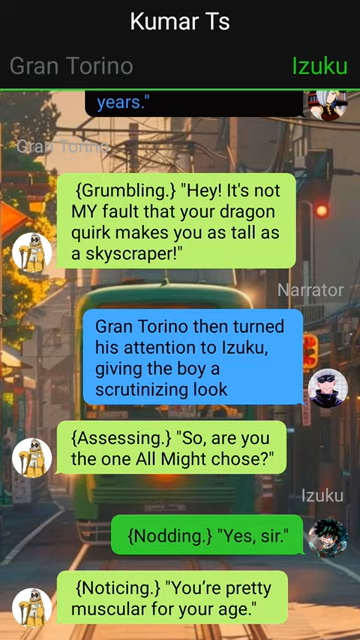 Kumar Ts
Gran Torino
Izuku
years."
Gran Torino
{Grumbling.} "Hey! It's not
MY fault that your dragon
quirk makes you as tall as
a skyscraper!"
Narrator
Gran Torino then turned
his attention to Izuku,
giving the boy a
scrutinizing look
{Assessing.} "So, are you
the one All Might chose?"
Izuku
{Nodding.} "Yes, sir."
{Noticing.} "You’re pretty
muscular for your age."